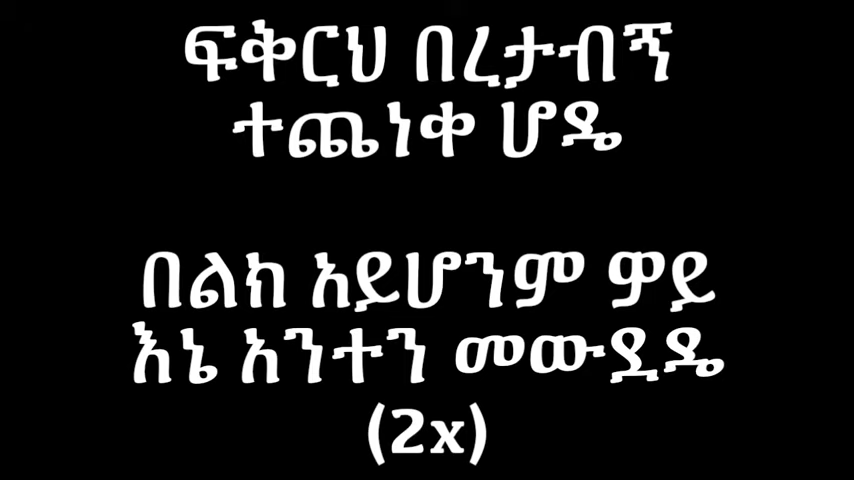 ፍቅርህ በረታብኝ
ተጨነቀ ሆዴ
በልክ አይሆንም ዎይ
እኔ አንተን መውደዴ
(2x)